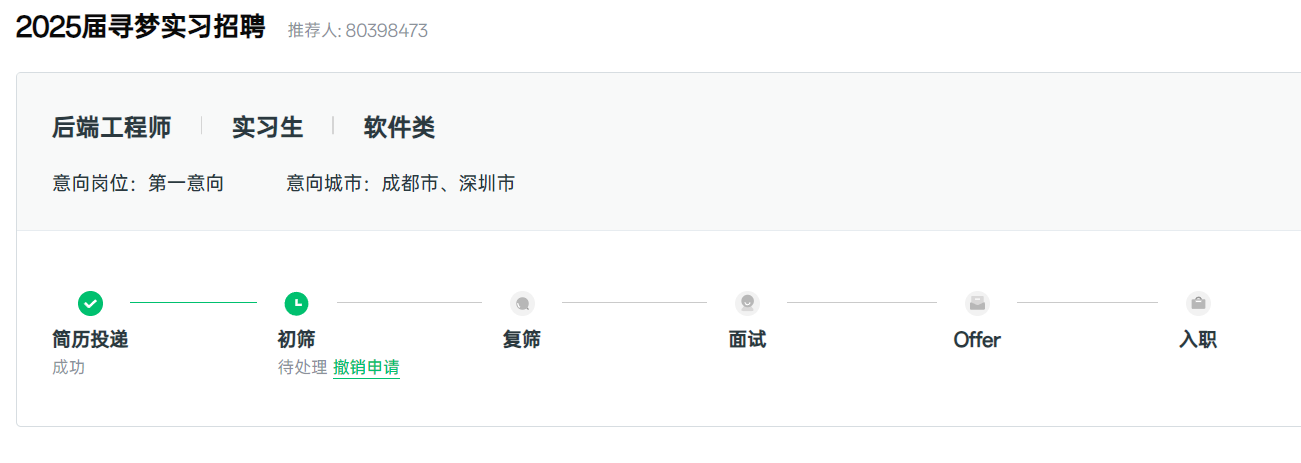 2025届寻梦实习招聘 推荐人: 80398473
后端工程师 实习生 软件类
意向岗位：第一意向 意向城市：成都市、深圳市
简历投递 初筛 复筛 面试 Offer 入职
成功 待处理 撤销申请